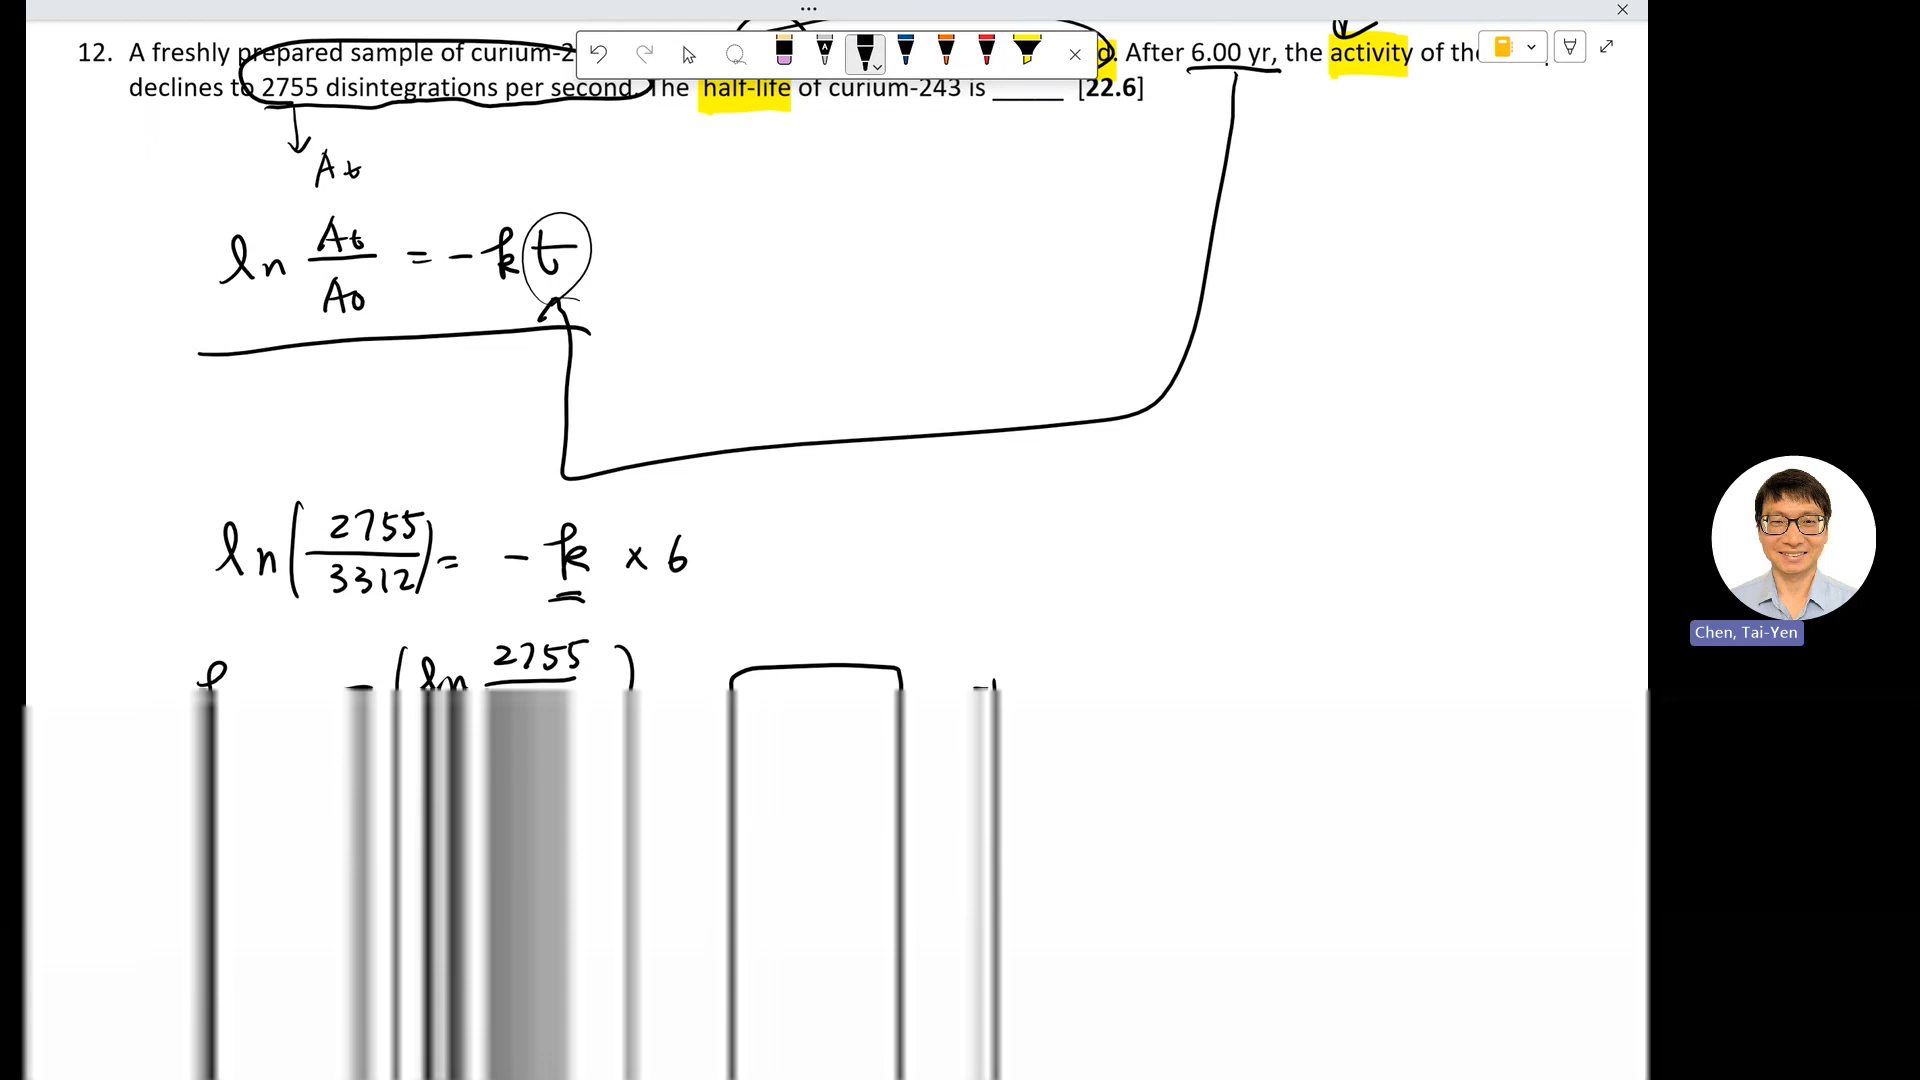 12. A freshly prepared sample of curium-2 d. After 6.00 yr, the activity of the
declines to 2755 disintegrations per second. The half-life of curium-243 is ______ [22.6]
At
ln At/A0 = -kt
ln(2755/3312) = -k × 6
-(ln 2755 )
Chen, Tai-Yen